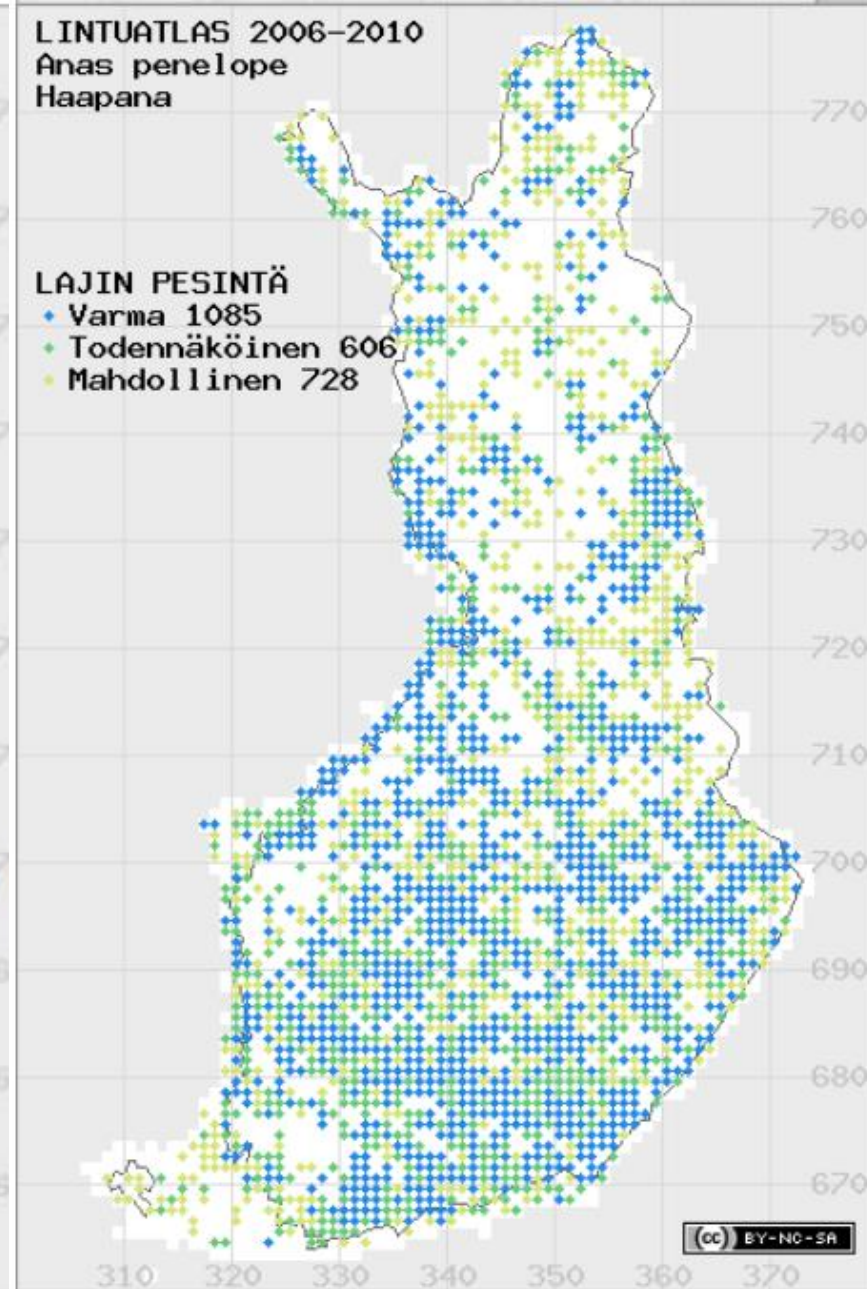 LINTUATLAS 2006-2010
Anas penelope
Haapana
LAJIN PESINTÄ
Varma 1085
Todennäköinen 606
Mahdollinen 728
770
760
750
740
730
720
710
700
690
680
670
cc BY-NC-SA
310 320 330 340 350 360 370